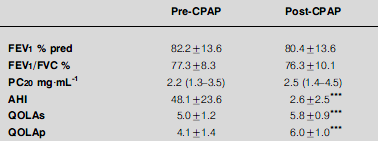 Pre-CPAP Post-CPAP
FEV1 % pred 82.2±13.6 80.4±13.6
FEV1/FVC % 77.3±8.3 76.3±10.1
PC20 mg·mL-1 2.2 (1.3–3.5) 2.5 (1.4–4.5)
AHI 48.1±23.6 2.6±2.5***
QOLAs 5.0±1.2 5.8±0.9***
QOLAp 4.1±1.4 6.0±1.0***